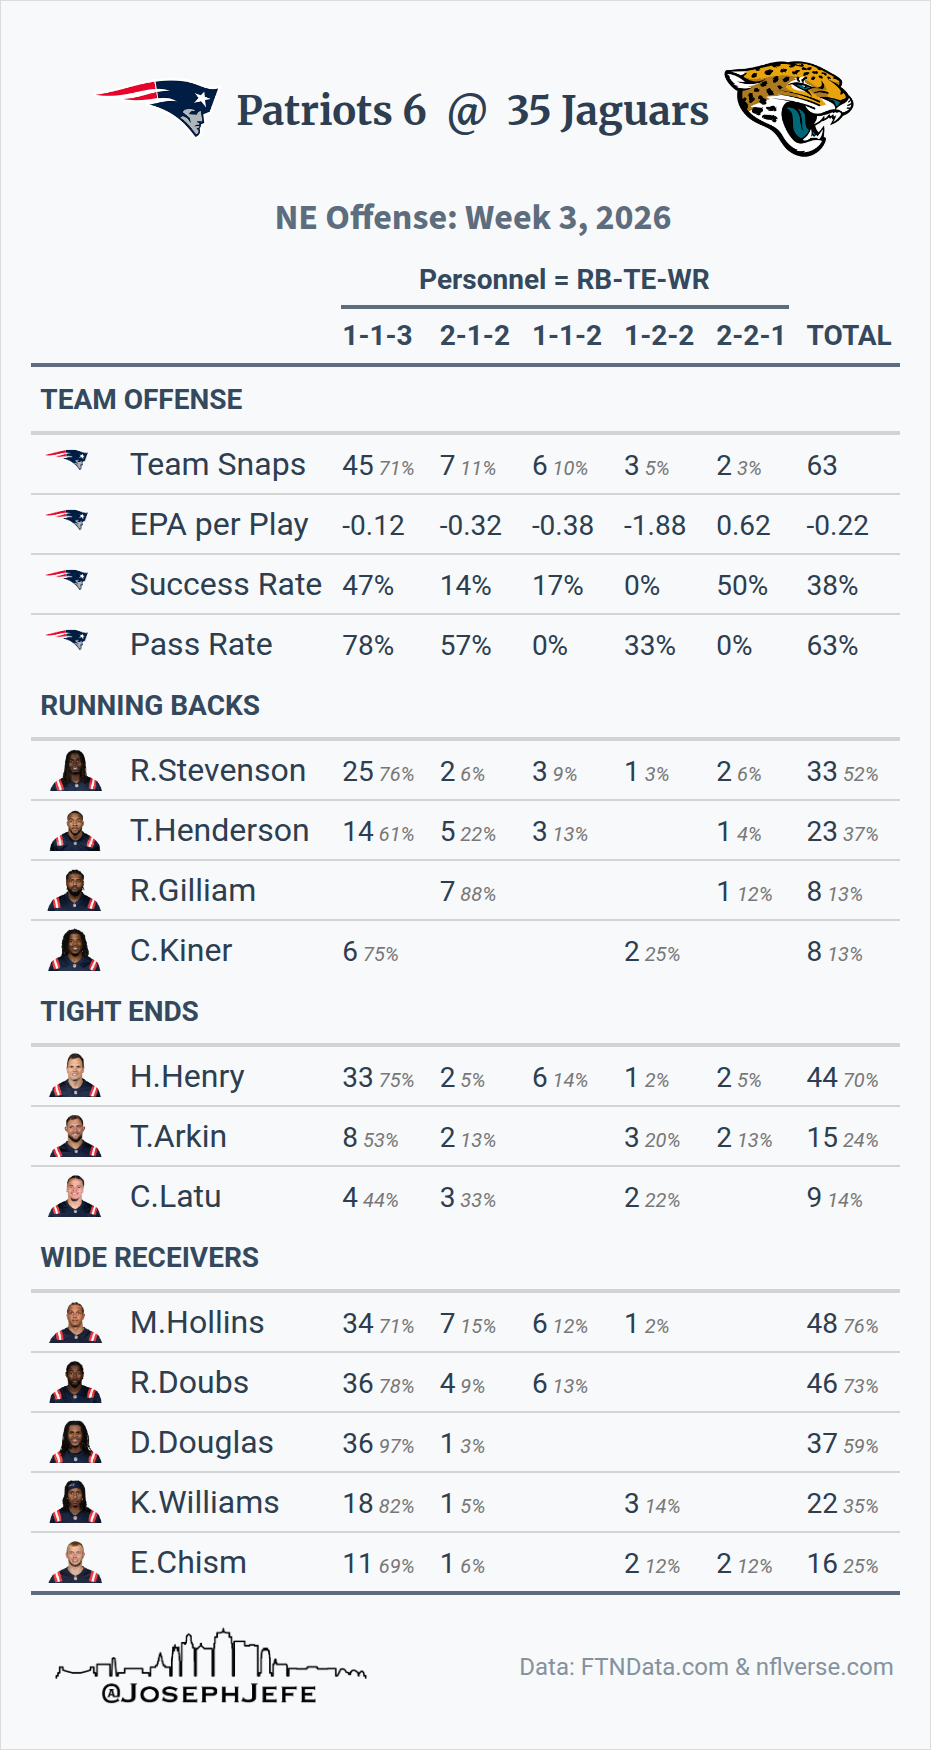 Patriots 6 @ 35 Jaguars
NE Offense: Week 3, 2026
Personnel = RB-TE-WR
1-1-3 2-1-2 1-1-2 1-2-2 2-2-1 TOTAL
TEAM OFFENSE
Team Snaps 45 71% 7 11% 6 10% 3 5% 2 3% 63
EPA per Play -0.12 -0.32 -0.38 -1.88 0.62 -0.22
Success Rate 47% 14% 17% 0% 50% 38%
Pass Rate 78% 57% 0% 33% 0% 63%
RUNNING BACKS
R.Stevenson 25 76% 2 6% 3 9% 1 3% 2 6% 33 52%
T.Henderson 14 61% 5 22% 3 13% 1 4% 23 37%
R.Gilliam 7 88% 1 12% 8 13%
C.Kiner 6 75% 2 25% 8 13%
TIGHT ENDS
H.Henry 33 75% 2 5% 6 14% 1 2% 2 5% 44 70%
T.Arkin 8 53% 2 13% 3 20% 2 13% 15 24%
C.Latu 4 44% 3 33% 2 22% 9 14%
WIDE RECEIVERS
M.Hollins 34 71% 7 15% 6 12% 1 2% 48 76%
R.Doubs 36 78% 4 9% 6 13% 46 73%
D.Douglas 36 97% 1 3% 37 59%
K.Williams 18 82% 1 5% 3 14% 22 35%
E.Chism 11 69% 1 6% 2 12% 2 12% 16 25%
@JosephJefe
Data: FTNData.com & nflverse.com